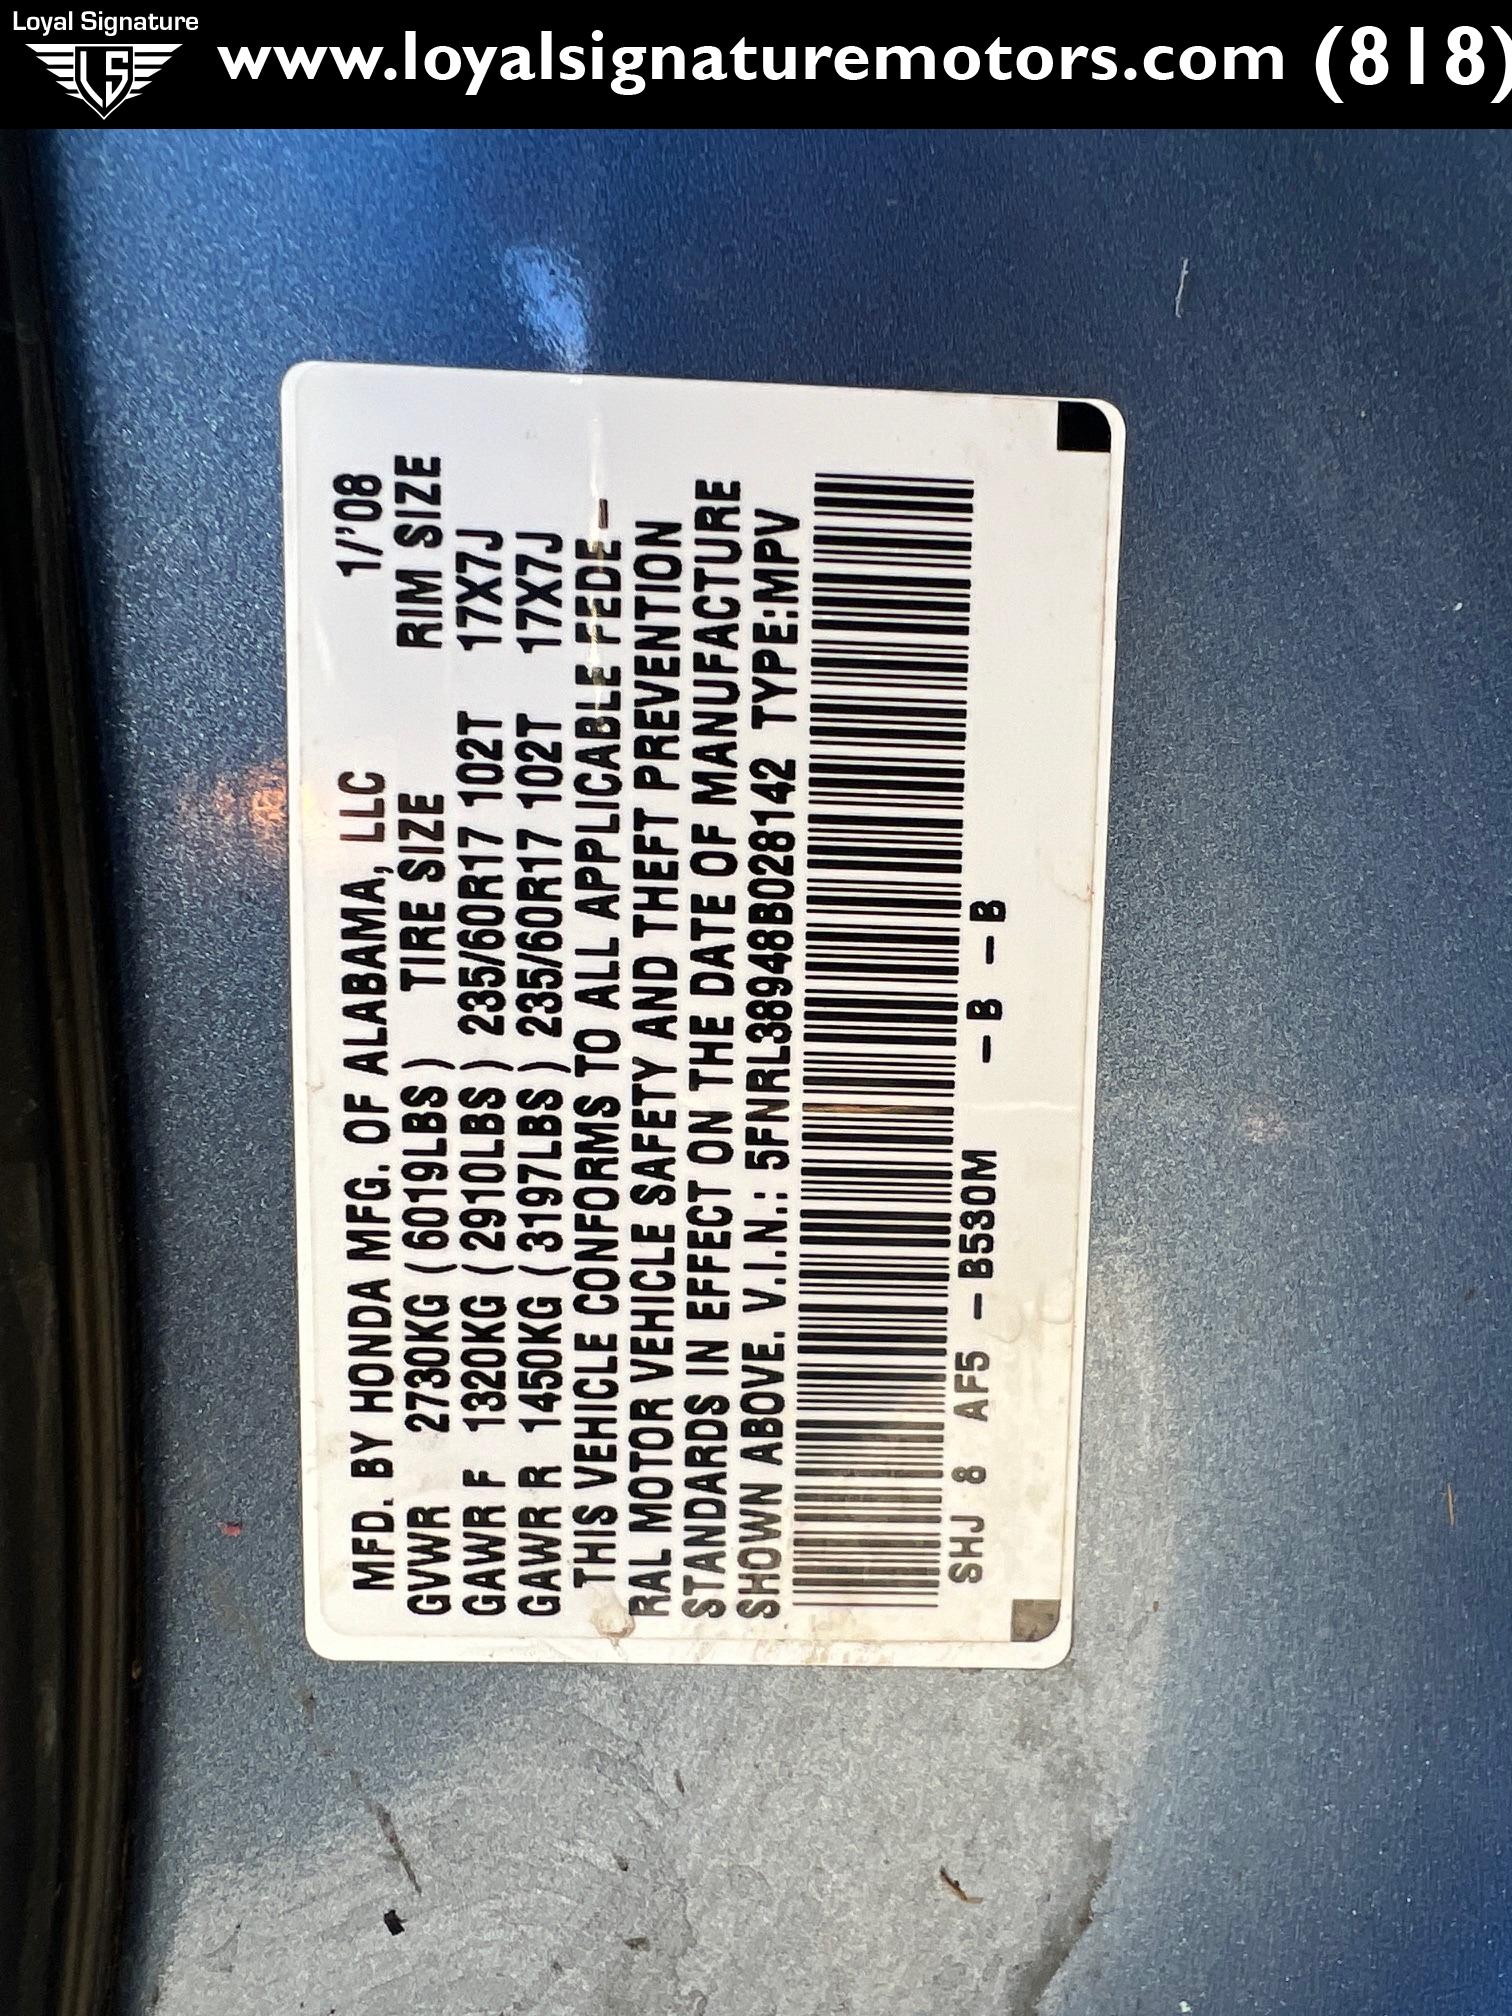 Loyal Signature
LS
www.loyalsignaturemotors.com (818)
MFD. BY HONDA MFG. OF ALABAMA, LLC 1/'08
GVWR 2730KG (6019LBS) TIRE SIZE RIM SIZE
GAWR F 1320KG (2910LBS) 235/60R17 102T 17X7J
GAWR R 1450KG (3197LBS) 235/60R17 102T 17X7J
THIS VEHICLE CONFORMS TO ALL APPLICABLE FEDE-
RAL MOTOR VEHICLE SAFETY AND THEFT PREVENTION
STANDARDS IN EFFECT ON THE DATE OF MANUFACTURE
SHOWN ABOVE. V.I.N.: 5FNRL38948B028142 TYPE:MPV
SHJ 8 AF5 -B530M -B -B